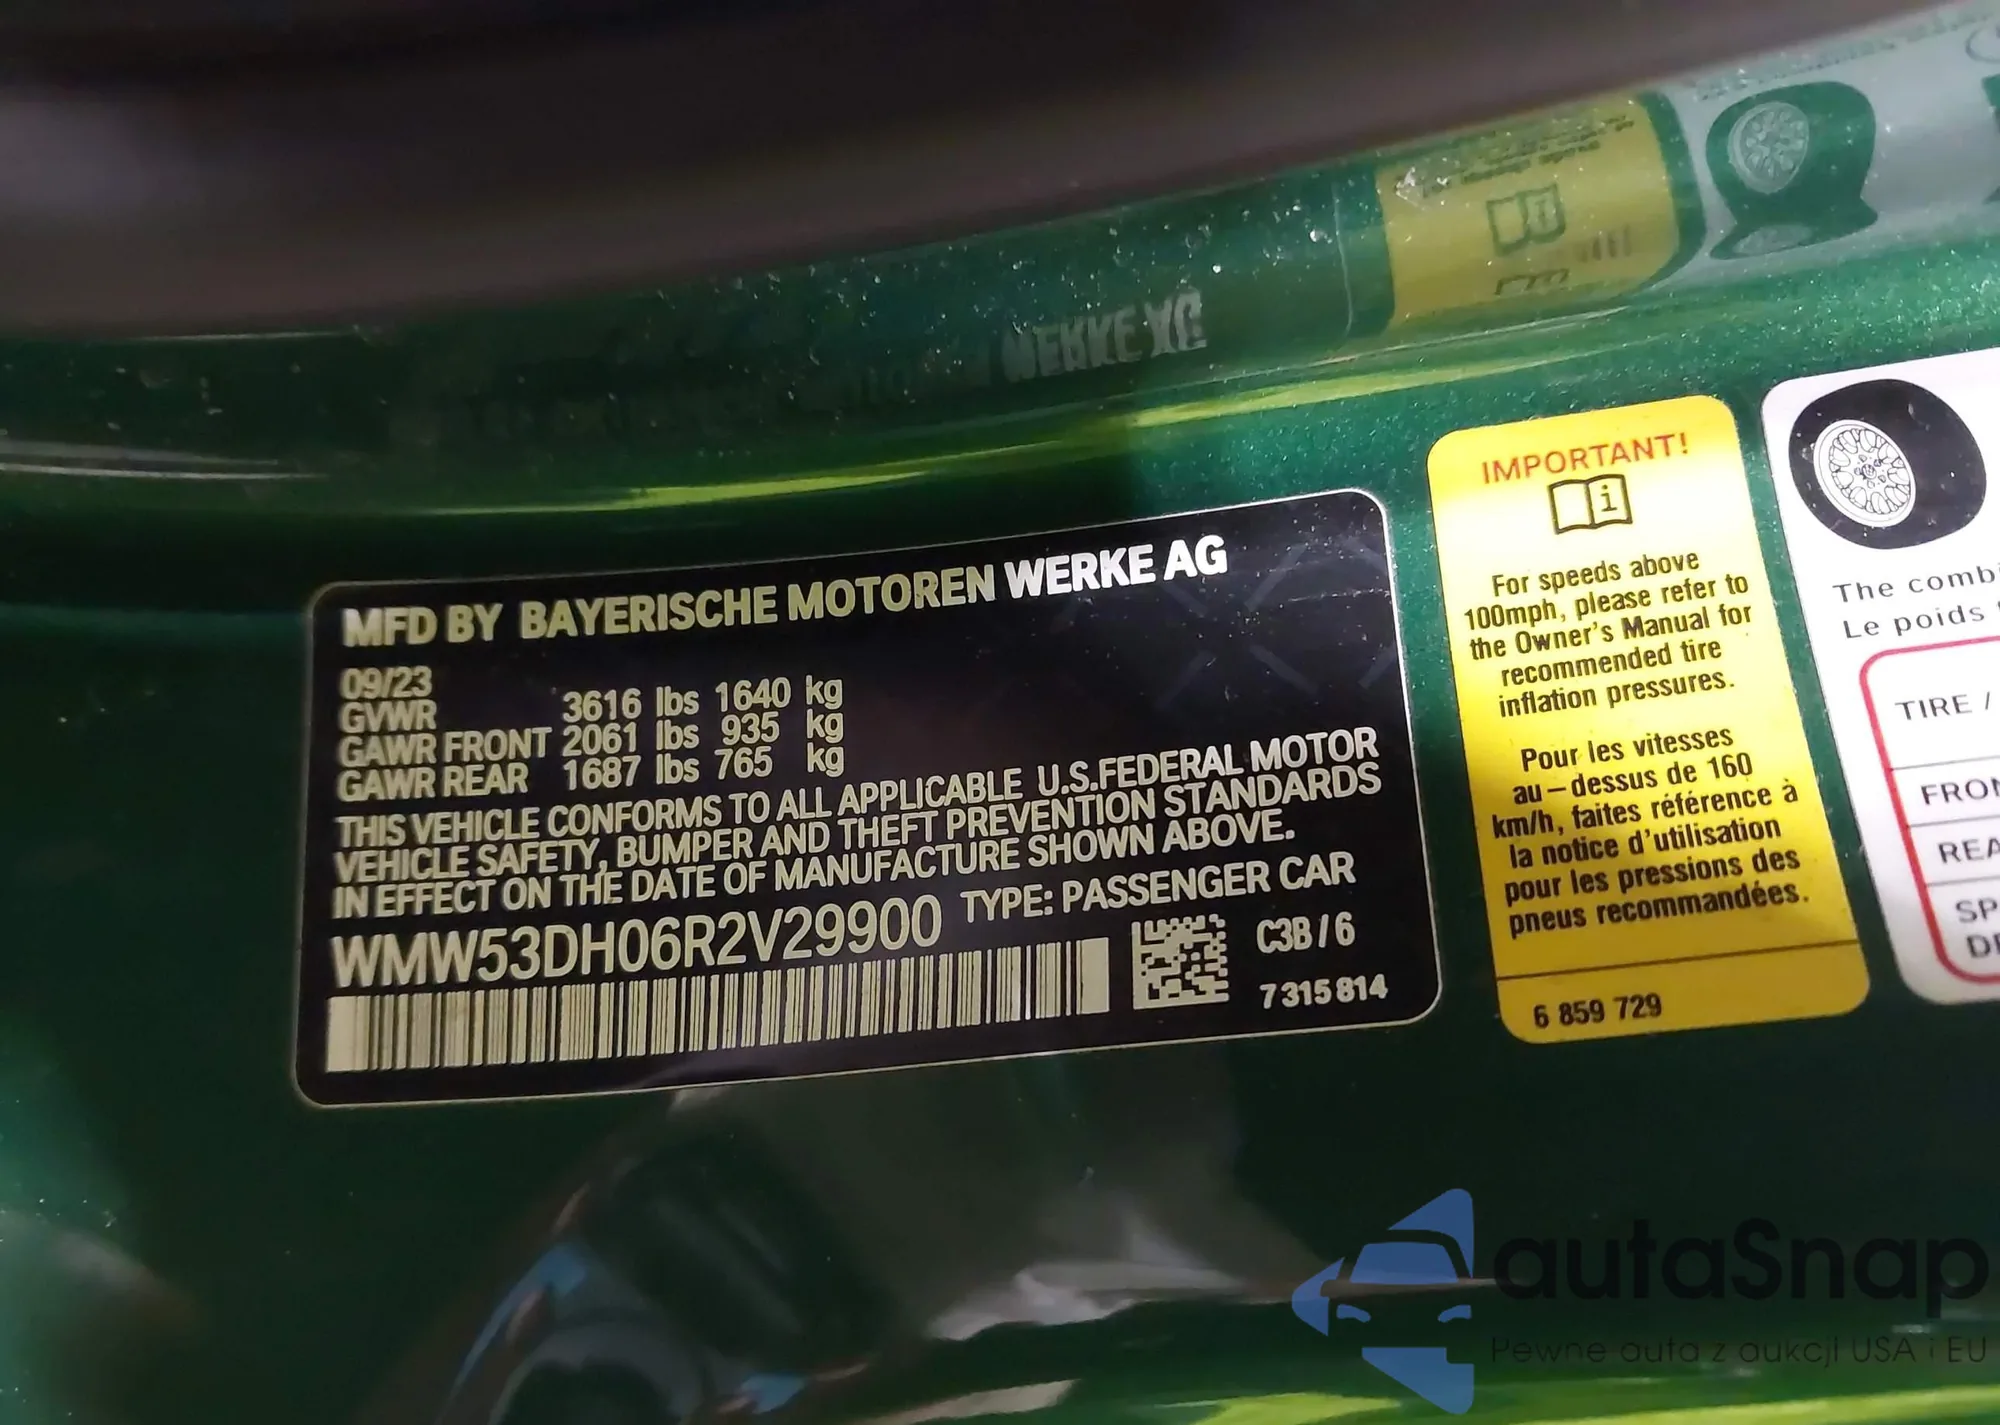 MFD BY BAYERISCHE MOTOREN WERKE AG
09/23
GVWR 3616 lbs 1640 kg
GAWR FRONT 2061 lbs 935 kg
GAWR REAR 1687 lbs 765 kg
THIS VEHICLE CONFORMS TO ALL APPLICABLE U.S.FEDERAL MOTOR
VEHICLE SAFETY, BUMPER AND THEFT PREVENTION STANDARDS
IN EFFECT ON THE DATE OF MANUFACTURE SHOWN ABOVE.
WMW53DH06R2V29900 TYPE: PASSENGER CAR
C3B / 6
7 315 814
IMPORTANT!
For speeds above
100mph, please refer to
the Owner's Manual for
recommended tire
inflation pressures.
Pour les vitesses
au-dessus de 160
km/h, faites référence à
la notice d'utilisation
pour les pressions des
pneus recommandées.
6 859 729
The
Le poids
TIRE /
autaSnap
Pewne auta z aukcji USA i EU